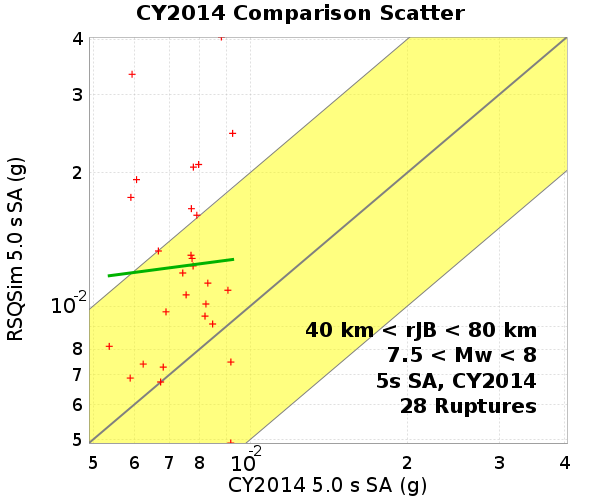 CY2014 Comparison Scatter
RSQSim 5.0 s SA (g)
4
3
2
10-2
8
7
6
5
40 km < rJB < 80 km
7.5 < Mw < 8
5s SA, CY2014
28 Ruptures
5 6 7 8 10-2 2 3 4
CY2014 5.0 s SA (g)